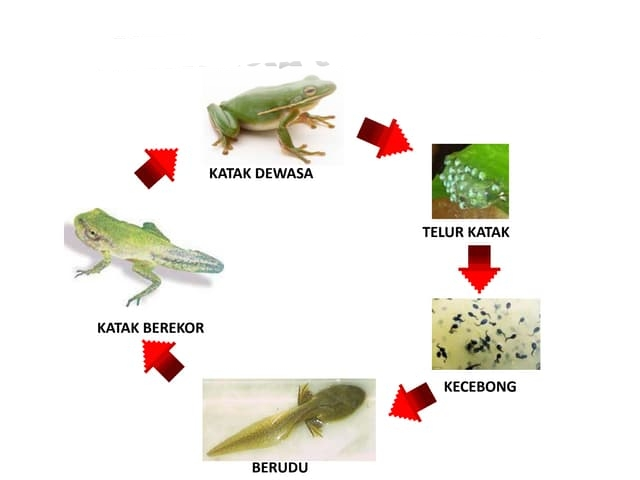 KATAK DEWASA
TELUR KATAK
KECEBONG
BERUDU
KATAK BEREKOR